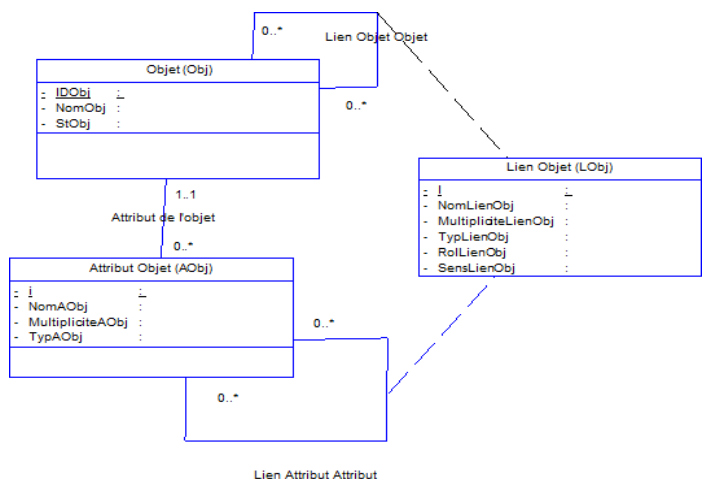 0..*
Lien Objet Objet
Objet (Obj)
- IDObj :
- NomObj :
- StObj :
0..*
Lien Objet (LObj)
- I :
- NomLienObj :
- MultipliciteLienObj :
- TypLienObj :
- RolLienObj :
- SensLienObj :
1..1
Attribut de l'objet
0..*
Attribut Objet (AObj)
- i :
- NomAObj :
- MultipliciteAObj :
- TypAObj :
0..*
0..*
Lien Attribut Attribut